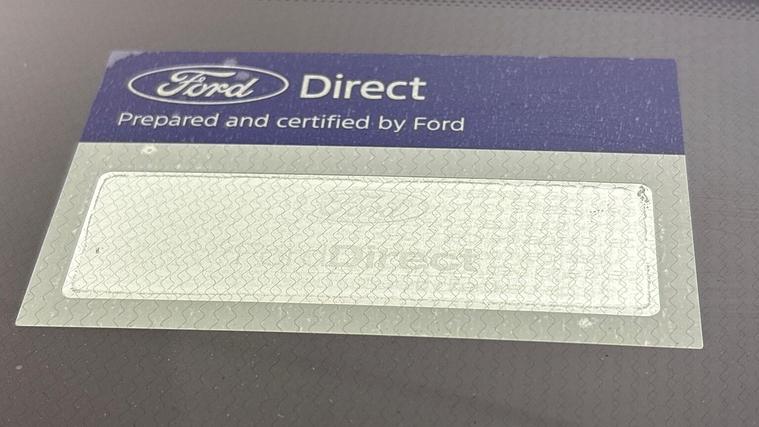 Ford Direct
Prepared and certified by Ford
Ford
Direct